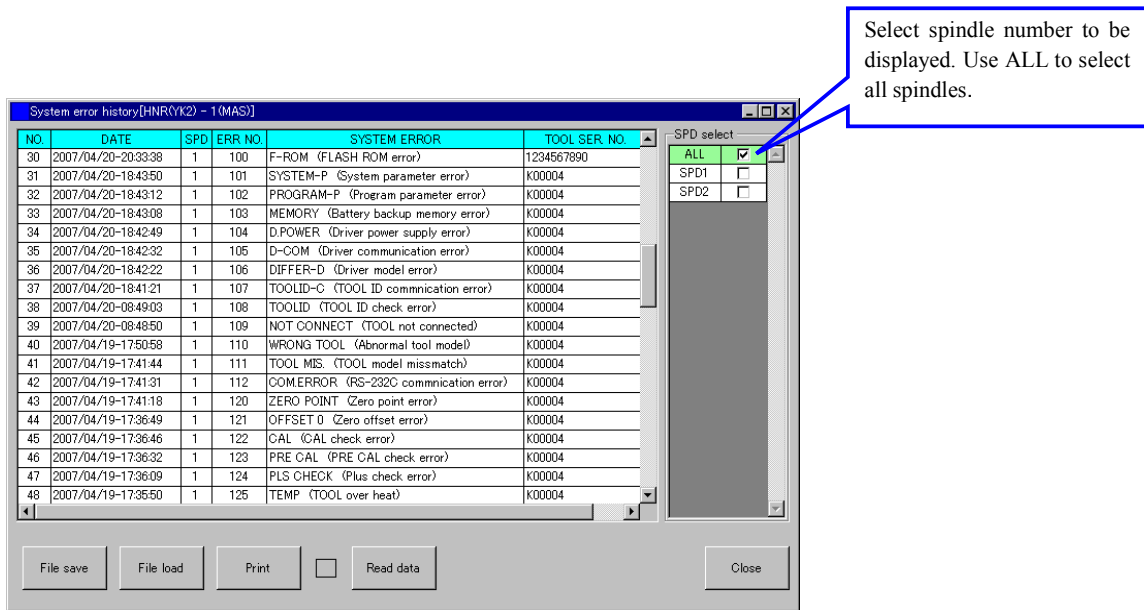 Select spindle number to be
displayed. Use ALL to select
all spindles.
System error history[HNR(YK2) - 1(MAS)]
NO. DATE SPD ERR NO. SYSTEM ERROR TOOL SER. NO.
30 2007/04/20-20:33:38 1 100 F-ROM (FLASH ROM error) 1234567890
31 2007/04/20-18:43:50 1 101 SYSTEM-P (System parameter error) K00004
32 2007/04/20-18:43:12 1 102 PROGRAM-P (Program parameter error) K00004
33 2007/04/20-18:43:08 1 103 MEMORY (Battery backup memory error) K00004
34 2007/04/20-18:42:49 1 104 D.POWER (Driver power supply error) K00004
35 2007/04/20-18:42:32 1 105 D-COM (Driver communication error) K00004
36 2007/04/20-18:42:22 1 106 DIFFER-D (Driver model error) K00004
37 2007/04/20-18:41:21 1 107 TOOLID-C (TOOL ID commnication error) K00004
38 2007/04/20-08:49:03 1 108 TOOLID (TOOL ID check error) K00004
39 2007/04/20-08:48:50 1 109 NOT CONNECT (TOOL not connected) K00004
40 2007/04/19-17:50:58 1 110 WRONG TOOL (Abnormal tool model) K00004
41 2007/04/19-17:41:44 1 111 TOOL MIS. (TOOL model missmatch) K00004
42 2007/04/19-17:41:31 1 112 COM.ERROR (RS-232C commnication error) K00004
43 2007/04/19-17:41:18 1 120 ZERO POINT (Zero point error) K00004
44 2007/04/19-17:36:49 1 121 OFFSET 0 (Zero offset error) K00004
45 2007/04/19-17:36:46 1 122 CAL (CAL check error) K00004
46 2007/04/19-17:36:32 1 123 PRE CAL (PRE CAL check error) K00004
47 2007/04/19-17:36:09 1 124 PLS CHECK (Plus check error) K00004
48 2007/04/19-17:35:50 1 125 TEMP (TOOL over heat) K00004
SPD select
ALL
SPD1
SPD2
File save File load Print Read data Close